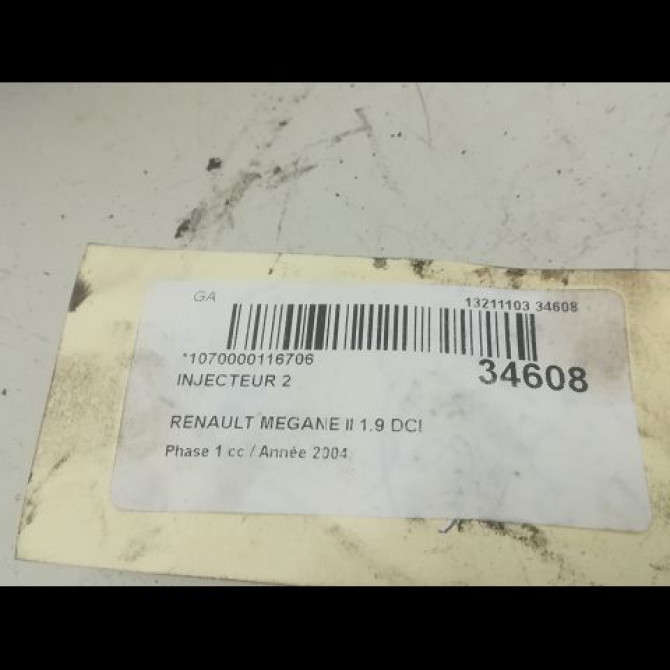 GA
13211103 34608
*1070000116706
34608
INJECTEUR 2
RENAULT MEGANE II 1.9 DCI
Phase 1 cc / Année 2004